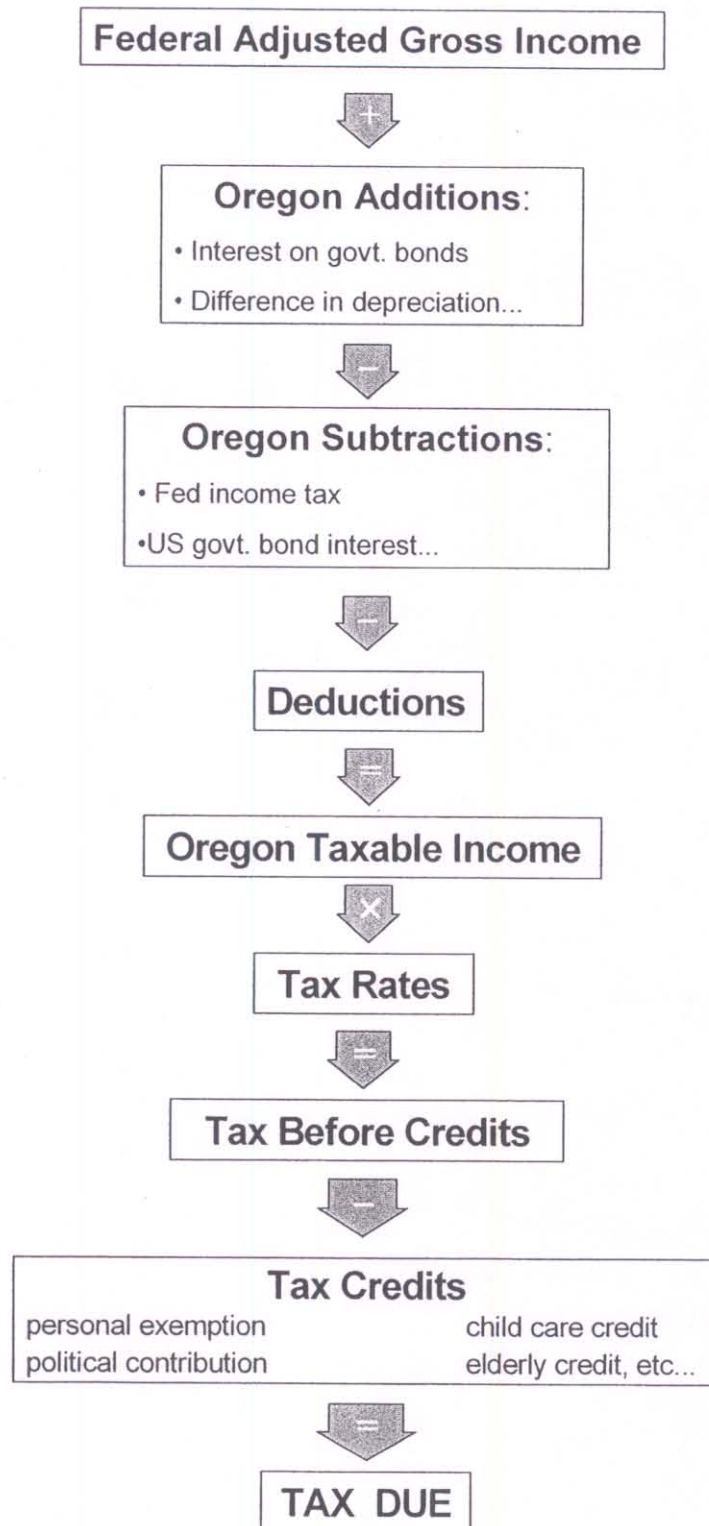 Federal Adjusted Gross Income
+
Oregon Additions:
• Interest on govt. bonds
• Difference in depreciation...
−
Oregon Subtractions:
• Fed income tax
•US govt. bond interest...
−
Deductions
=
Oregon Taxable Income
×
Tax Rates
=
Tax Before Credits
−
Tax Credits
personal exemption child care credit
political contribution elderly credit, etc...
=
TAX DUE